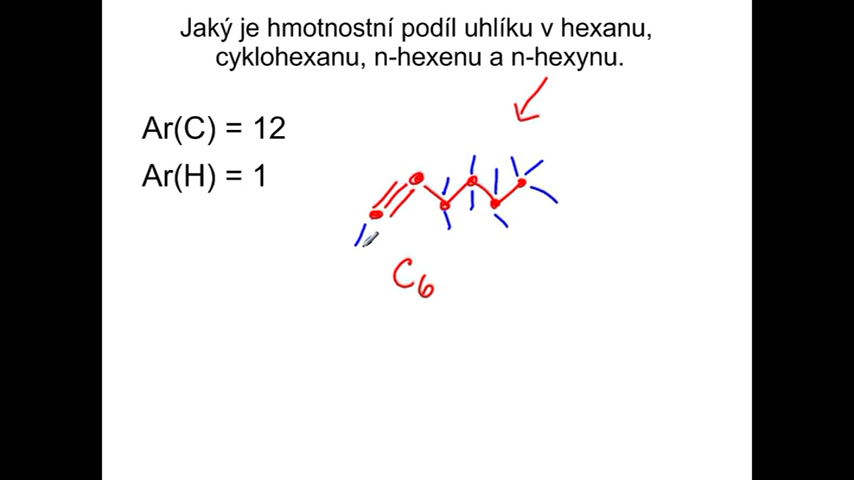 Jaký je hmotnostní podíl uhlíku v hexanu,
cyklohexanu, n-hexenu a n-hexynu.
Ar(C) = 12
Ar(H) = 1
C6